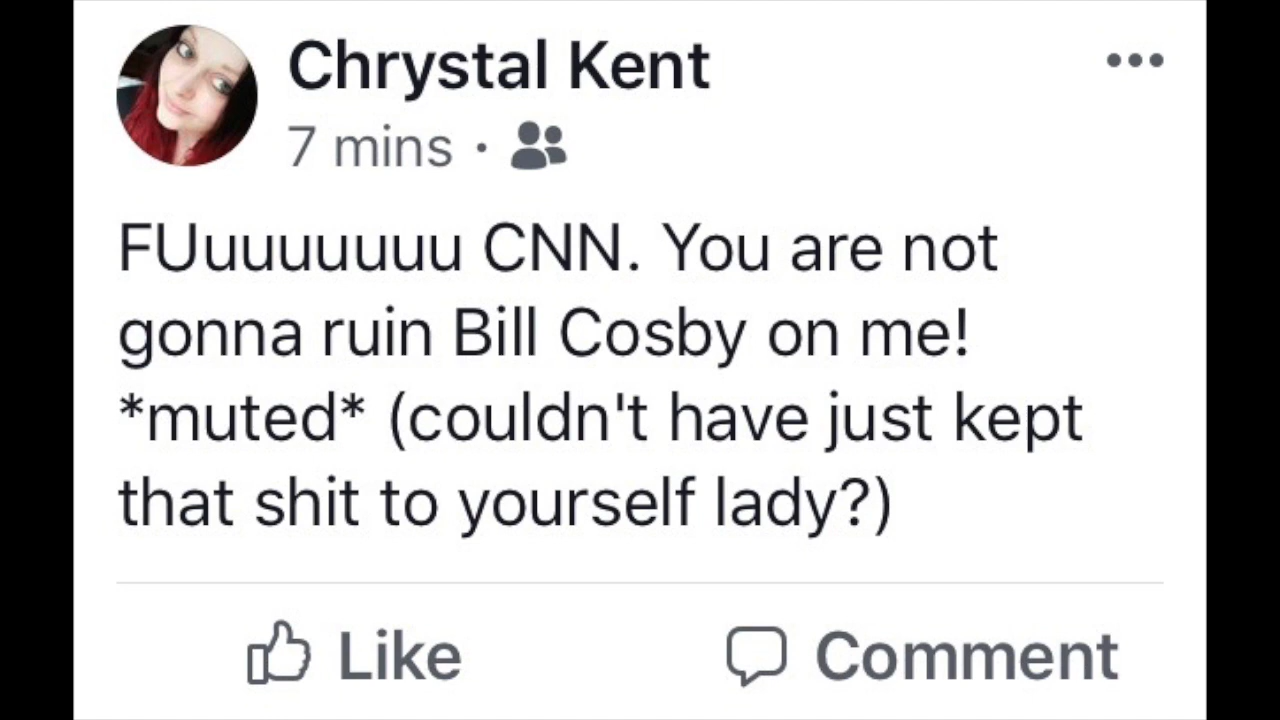 Chrystal Kent
7 mins ·
FUuuuuuuu CNN. You are not
gonna ruin Bill Cosby on me!
*muted* (couldn't have just kept
that shit to yourself lady?)
Like
Comment